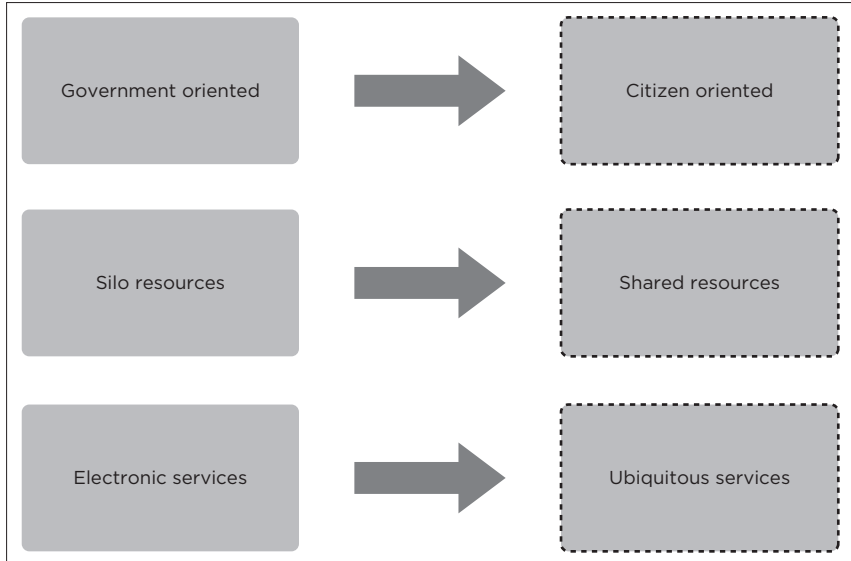 Government oriented
Citizen oriented
Silo resources
Shared resources
Electronic services
Ubiquitous services